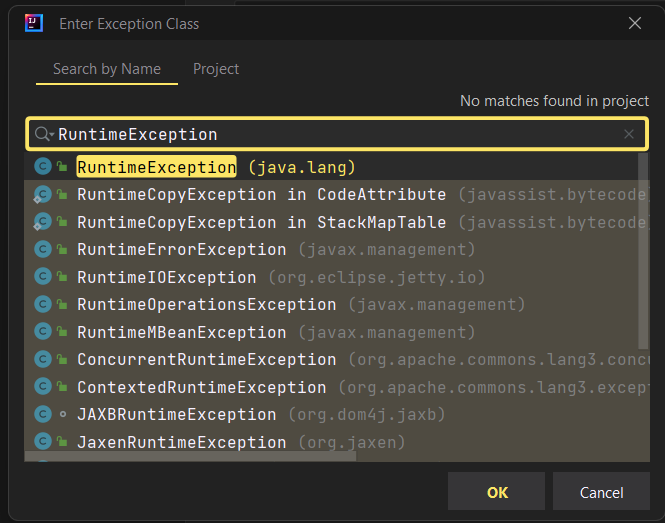 IJ
Enter Exception Class
Search by Name Project
No matches found in project
RuntimeException
C RuntimeException (java.lang)
C RuntimeCopyException in CodeAttribute (javassist.bytecode)
C RuntimeCopyException in StackMapTable (javassist.bytecode)
C RuntimeErrorException (javax.management)
C RuntimeIOException (org.eclipse.jetty.io)
C RuntimeOperationsException (javax.management)
C RuntimeMBeanException (javax.management)
C ConcurrentRuntimeException (org.apache.commons.lang3.concu
C ContextedRuntimeException (org.apache.commons.lang3.except
C JAXBRuntimeException (org.dom4j.jaxb)
C JaxenRuntimeException (org.jaxen)
OK Cancel